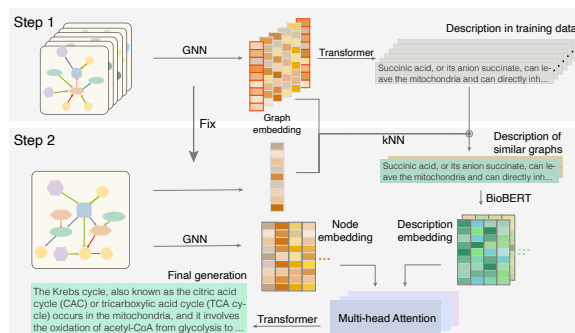 Step 1
GNN
Transformer
Description in training data
Succinic acid, or its anion succinate, can le-
ave the mitochondria and can directly inh...
Graph
embedding
Fix
kNN
Step 2
Description of
similar graphs
Succinic acid, or its anion succinate, can le-
ave the mitochondria and can directly inh...
BioBERT
GNN
Node
embedding
Description
embedding
Final generation
The Krebs cycle, also known as the citric acid
cycle (CAC) or tricarboxylic acid cycle (TCA cy-
cle) occurs in the mitochondria, and it involves
the oxidation of acetyl-CoA from glycolysis to ...
Transformer
Multi-head Attention